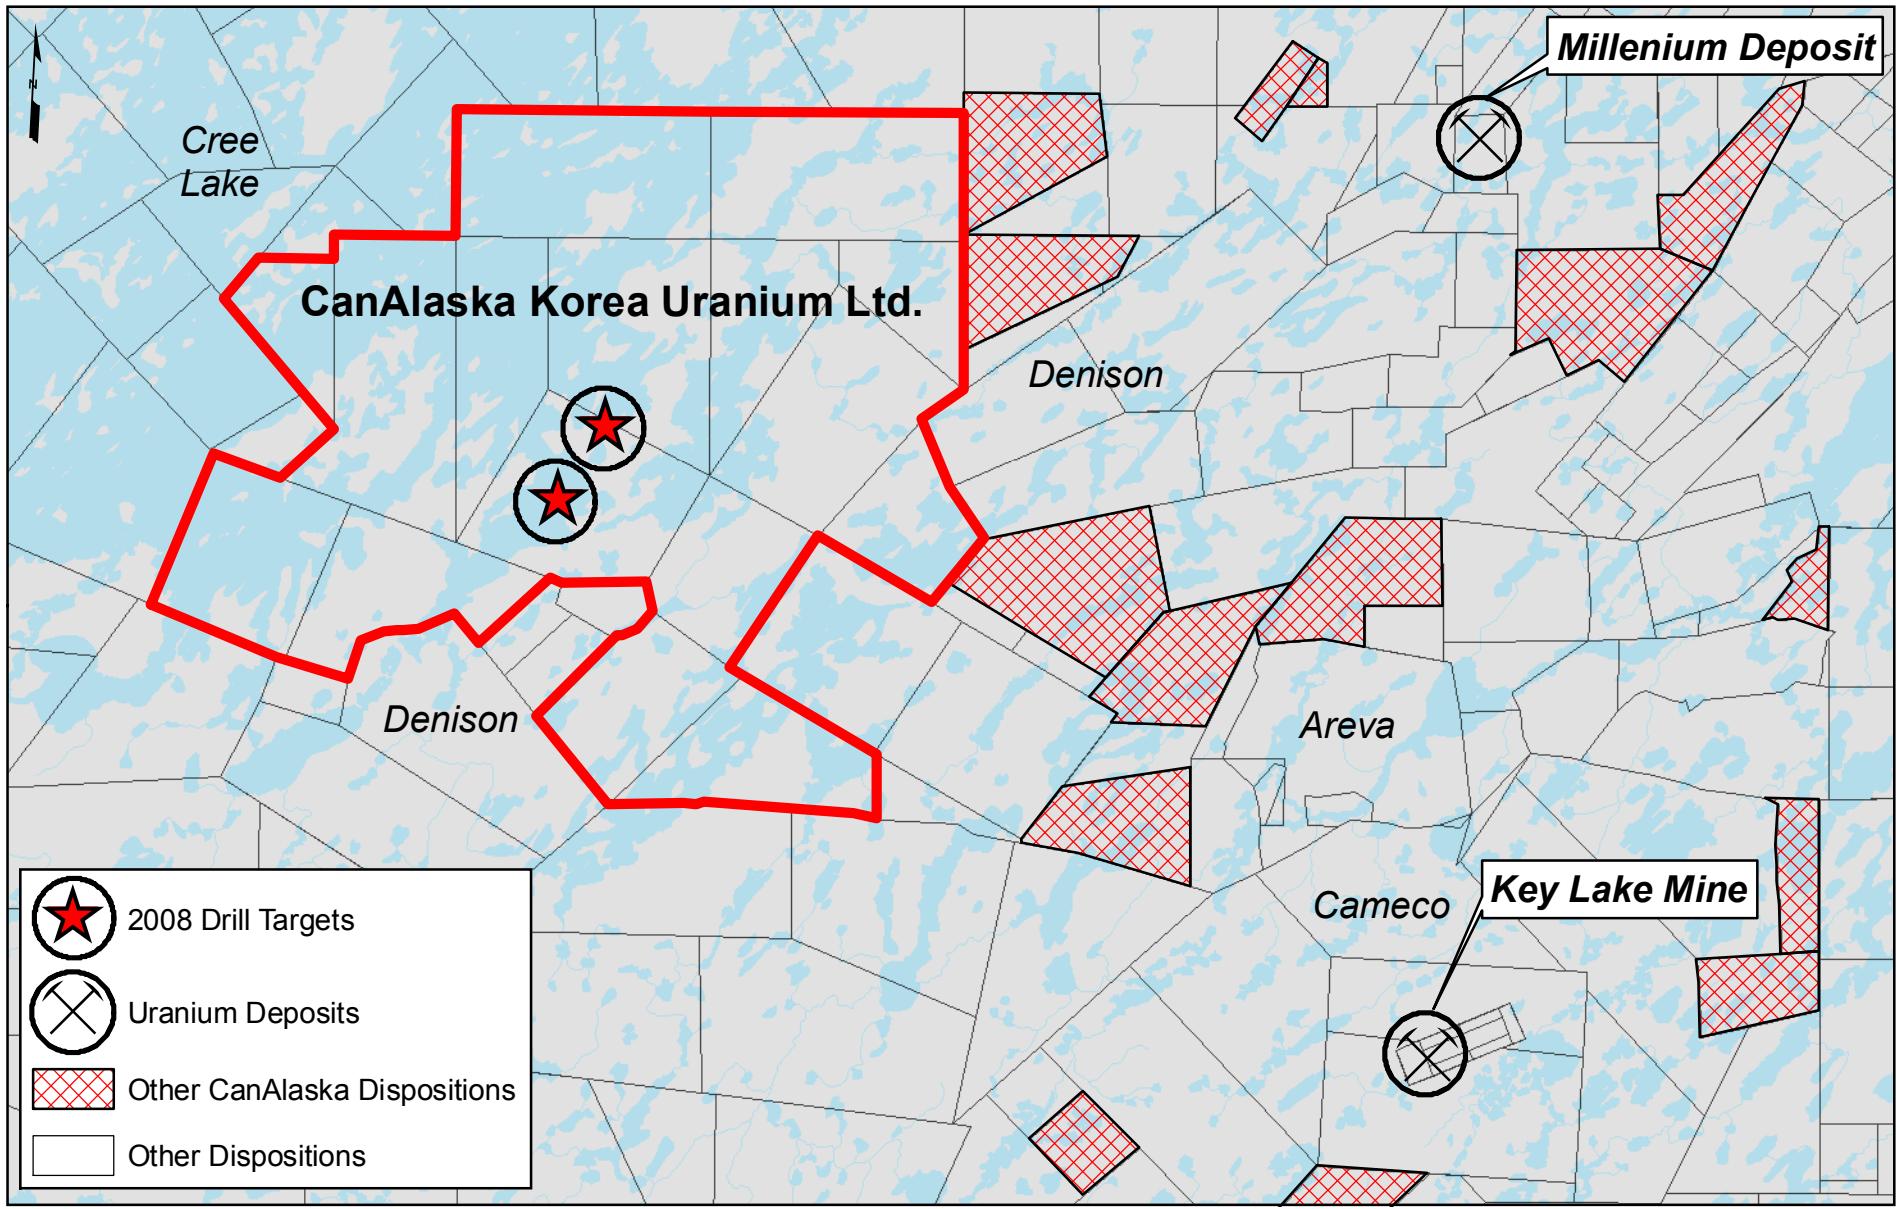 Millenium Deposit
Cree
Lake
CanAlaska Korea Uranium Ltd.
Denison
Denison
Areva
Cameco
Key Lake Mine
2008 Drill Targets
Uranium Deposits
Other CanAlaska Dispositions
Other Dispositions
N